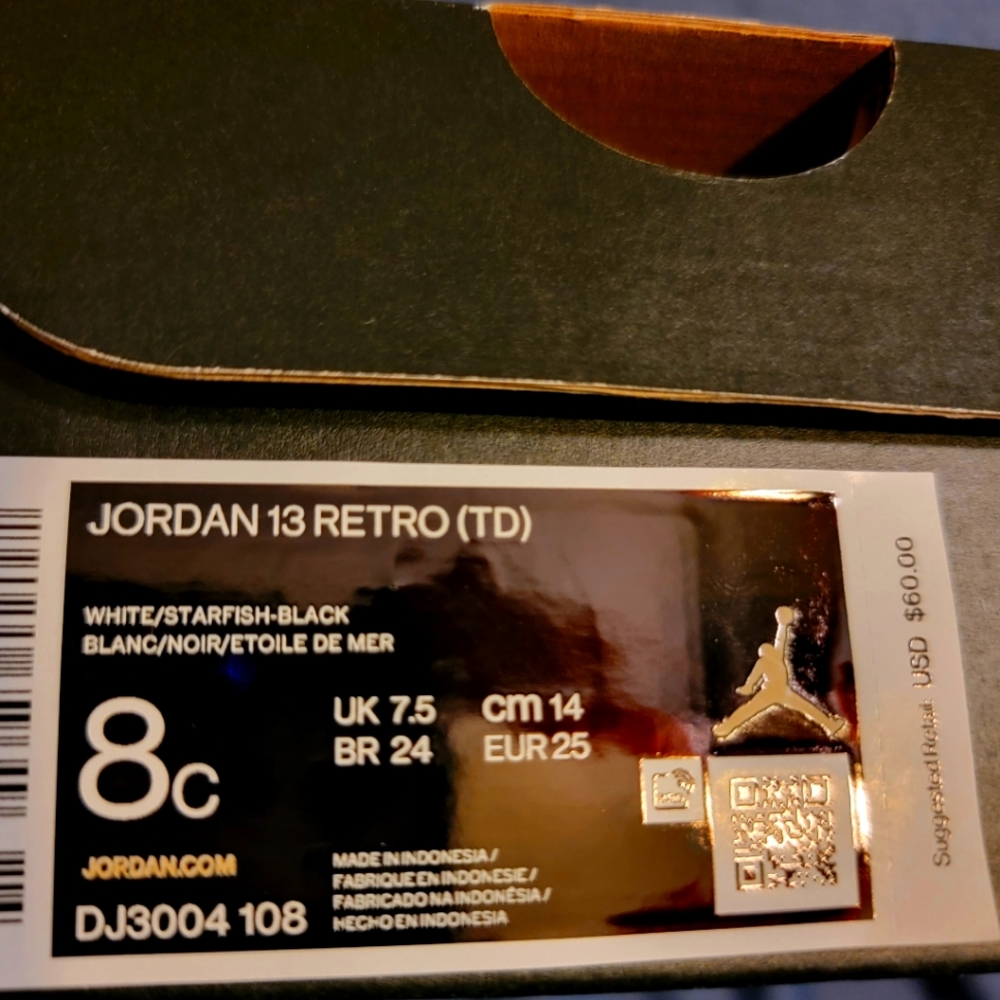 JORDAN 13 RETRO (TD)
WHITE/STARFISH-BLACK
BLANC/NOIR/ETOILE DE MER
8C
UK 7.5
cm 14
BR 24
EUR 25
JORDAN.COM
DJ3004 108
MADE IN INDONESIA /
FABRIQUE EN INDONESIE /
FABRICADO NA INDONÉSIA /
HECHO EN INDONESIA
Suggested Retail: USD $60.00